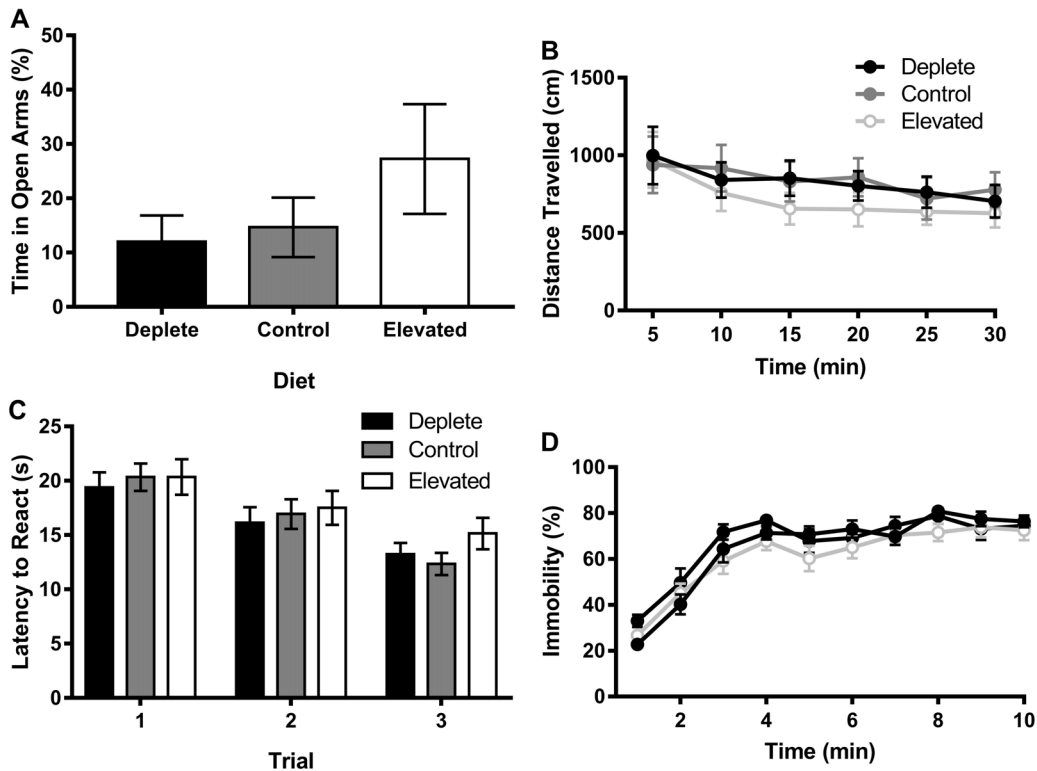 A
Time in Open Arms (%)
50
40
30
20
10
0
Deplete Control Elevated
Diet
B
Distance Travelled (cm)
1500
1000
500
0
Deplete
Control
Elevated
5 10 15 20 25 30
Time (min)
C
Latency to React (s)
25
20
15
10
5
0
Deplete
Control
Elevated
1 2 3
Trial
D
Immobility (%)
100
80
60
40
20
0
2 4 6 8 10
Time (min)